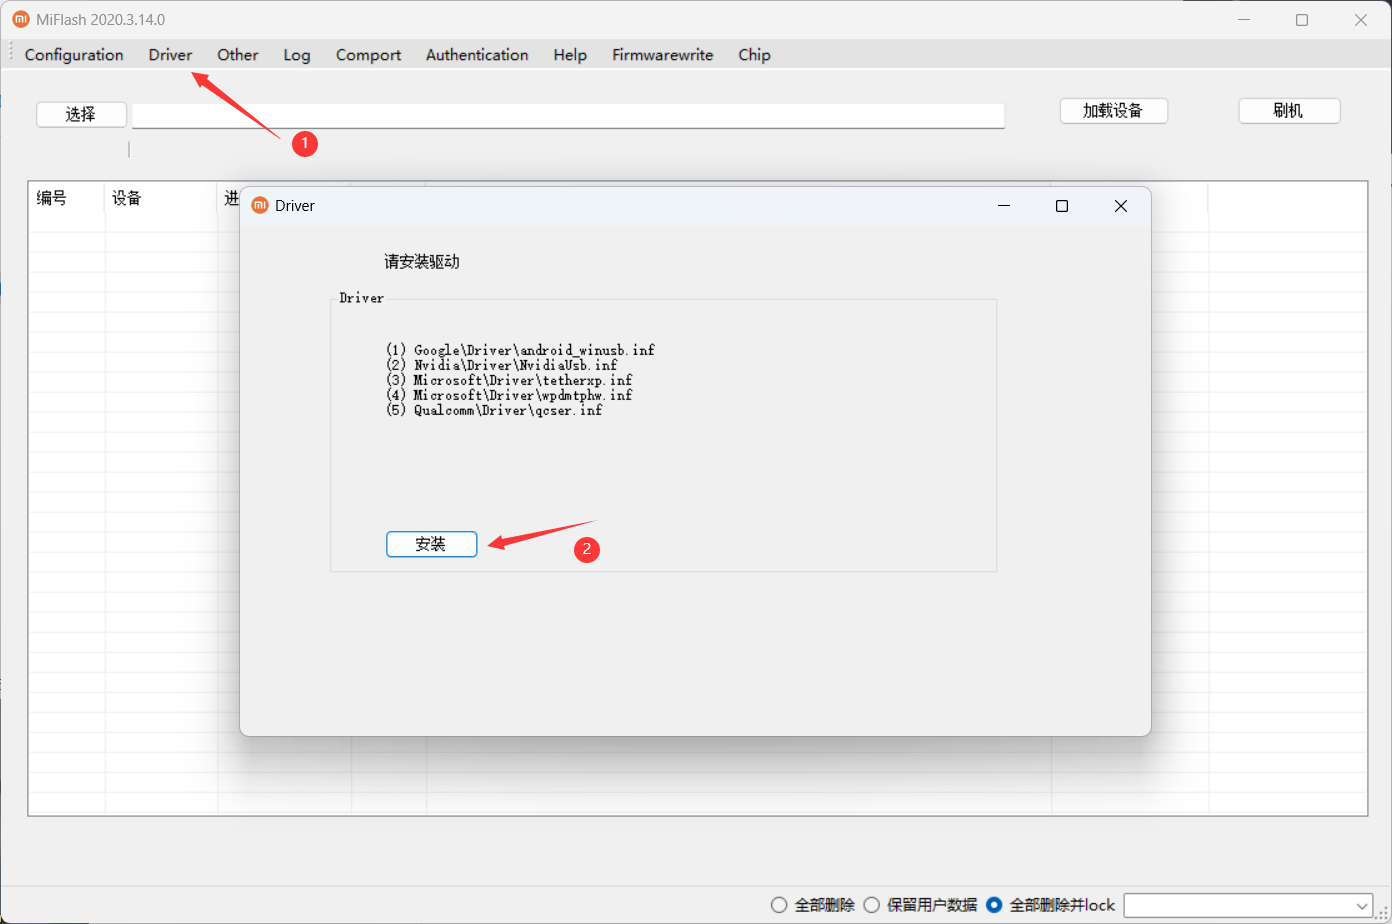 MiFlash 2020.3.14.0
Configuration Driver Other Log Comport Authentication Help Firmwarewrite Chip
选择 加载设备 刷机
1
编号 设备 进
Driver
请安装驱动
Driver
(1) Google\Driver\android_winusb.inf
(2) Nvidia\Driver\NvidiaUsb.inf
(3) Microsoft\Driver\tetherxp.inf
(4) Microsoft\Driver\wpdmtphw.inf
(5) Qualcomm\Driver\qcser.inf
安装
2
全部删除 保留用户数据 全部删除并lock